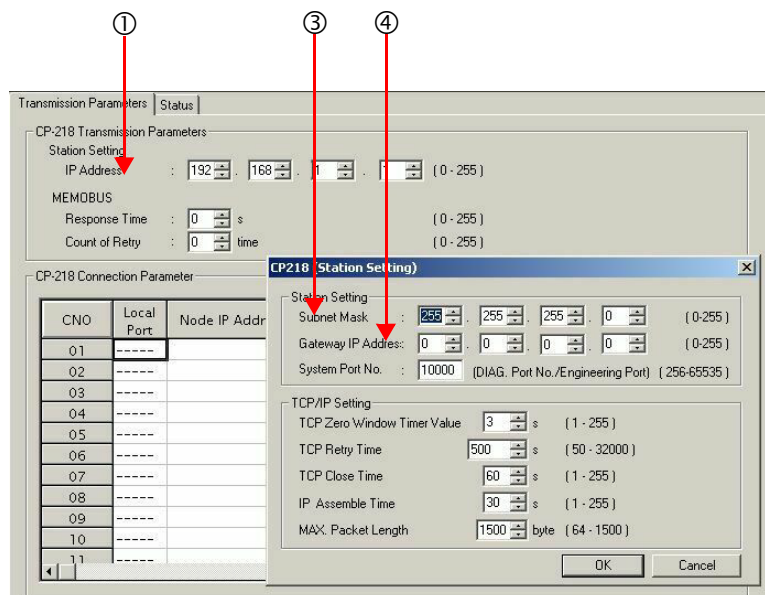 ① ③ ④
Transmission Parameters Status
CP-218 Transmission Parameters
Station Setting
IP Address : 192 . 168 . 1 . 1 ( 0 - 255 )
MEMOBUS
Response Time : 0 s ( 0 - 255 )
Count of Retry : 0 time ( 0 - 255 )
CP-218 Connection Parameter
CNO Local Port Node IP Addr
01 -----
02 -----
03 -----
04 -----
05 -----
06 -----
07 -----
08 -----
09 -----
10 -----
11 -----
CP218 (Station Setting)
Station Setting
Subnet Mask : 255 . 255 . 255 . 0 ( 0-255 )
Gateway IP Addres: 0 . 0 . 0 . 0 ( 0-255 )
System Port No. : 10000 (DIAG. Port No./Engineering Port) ( 256-65535 )
TCP/IP Setting
TCP Zero Window Timer Value 3 s ( 1 - 255 )
TCP Retry Time 500 s ( 50 - 32000 )
TCP Close Time 60 s ( 1 - 255 )
IP Assemble Time 30 s ( 1 - 255 )
MAX. Packet Length 1500 byte ( 64 - 1500 )
OK Cancel